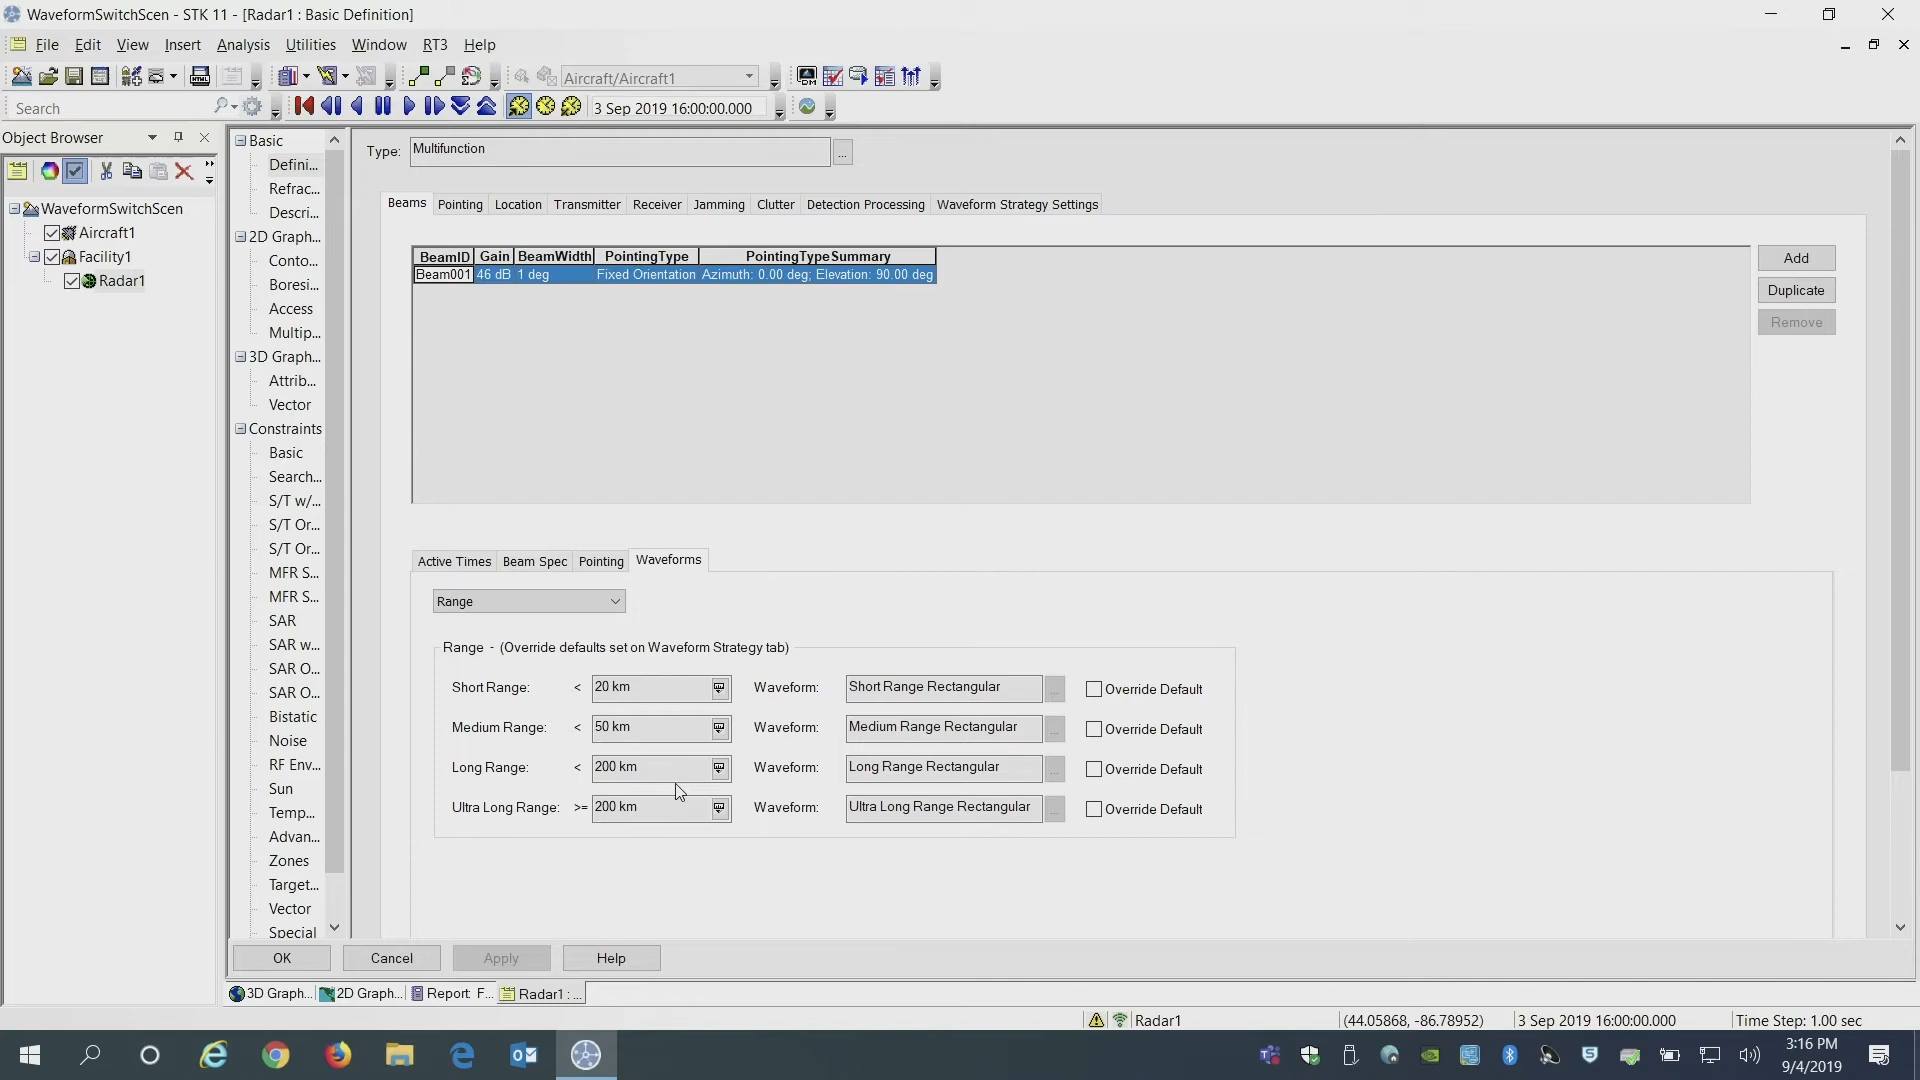 WaveformSwitchScen - STK 11 - [Radar1 : Basic Definition]
File Edit View Insert Analysis Utilities Window RT3 Help
Aircraft/Aircraft1
Search
3 Sep 2019 16:00:00.000
Object Browser
WaveformSwitchScen
Aircraft1
Facility1
Radar1
Basic
Defini...
Refrac...
Descri...
2D Graph...
Conto...
Boresi...
Access
Multip...
3D Graph...
Attrib...
Vector
Constraints
Basic
Search...
S/T w/...
S/T Or...
S/T Or...
MFR S...
MFR S...
SAR
SAR w...
SAR O...
SAR O...
Bistatic
Noise
RF Env...
Sun
Temp...
Advan...
Zones
Target...
Vector
Special
Type: Multifunction ...
Beams Pointing Location Transmitter Receiver Jamming Clutter Detection Processing Waveform Strategy Settings
BeamID Gain BeamWidth PointingType PointingTypeSummary
Beam001 46 dB 1 deg Fixed Orientation Azimuth: 0.00 deg; Elevation: 90.00 deg
Add
Duplicate
Remove
Active Times Beam Spec Pointing Waveforms
Range
Range - (Override defaults set on Waveform Strategy tab)
Short Range: < 20 km Waveform: Short Range Rectangular ... Override Default
Medium Range: < 50 km Waveform: Medium Range Rectangular ... Override Default
Long Range: < 200 km Waveform: Long Range Rectangular ... Override Default
Ultra Long Range: >= 200 km Waveform: Ultra Long Range Rectangular ... Override Default
OK Cancel Apply Help
3D Graph... 2D Graph... Report: F... Radar1 : ...
Radar1 (44.05868, -86.78952) 3 Sep 2019 16:00:00.000 Time Step: 1.00 sec
3:16 PM
9/4/2019